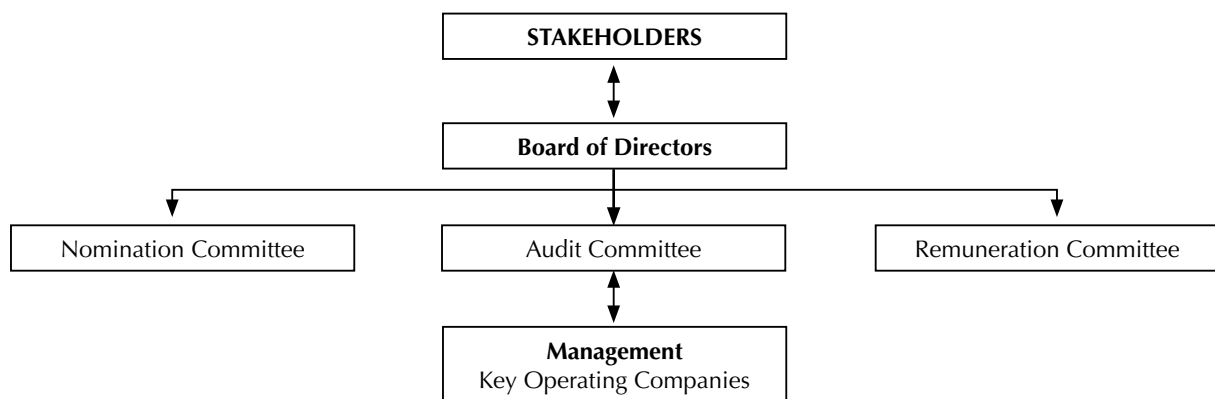 STAKEHOLDERS
Board of Directors
Nomination Committee
Audit Committee
Remuneration Committee
Management
Key Operating Companies